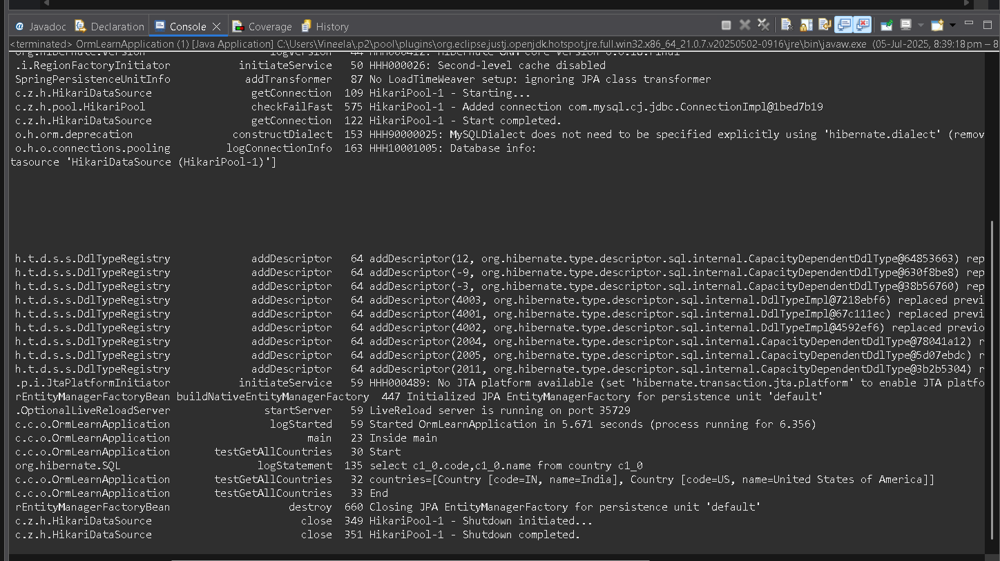 Javadoc Declaration Console Coverage History
<terminated> OrmLearnApplication (1) [Java Application] C:\Users\Vineela\.p2\pool\plugins\org.eclipse.justj.openjdk.hotspot.jre.full.win32.x86_64_21.0.7.v20250502-0916\jre\bin\javaw.exe (05-Jul-2025, 8:39:18 pm – 8
.i.RegionFactoryInitiator initiateService 50 HHH000026: Second-level cache disabled
SpringPersistenceUnitInfo addTransformer 87 No LoadTimeWeaver setup: ignoring JPA class transformer
c.z.h.HikariDataSource getConnection 109 HikariPool-1 - Starting...
c.z.h.pool.HikariPool checkFailFast 575 HikariPool-1 - Added connection com.mysql.cj.jdbc.ConnectionImpl@1bed7b19
c.z.h.HikariDataSource getConnection 122 HikariPool-1 - Start completed.
o.h.orm.deprecation constructDialect 153 HHH90000025: MySQLDialect does not need to be specified explicitly using 'hibernate.dialect' (remov
o.h.o.connections.pooling logConnectionInfo 163 HHH10001005: Database info:
tasource 'HikariDataSource (HikariPool-1)']
h.t.d.s.s.DdlTypeRegistry addDescriptor 64 addDescriptor(12, org.hibernate.type.descriptor.sql.internal.CapacityDependentDdlType@64853663) rep
h.t.d.s.s.DdlTypeRegistry addDescriptor 64 addDescriptor(-9, org.hibernate.type.descriptor.sql.internal.CapacityDependentDdlType@630f8be8) rep
h.t.d.s.s.DdlTypeRegistry addDescriptor 64 addDescriptor(-3, org.hibernate.type.descriptor.sql.internal.CapacityDependentDdlType@38b56760) rep
h.t.d.s.s.DdlTypeRegistry addDescriptor 64 addDescriptor(4003, org.hibernate.type.descriptor.sql.internal.DdlTypeImpl@7218ebf6) replaced previ
h.t.d.s.s.DdlTypeRegistry addDescriptor 64 addDescriptor(4001, org.hibernate.type.descriptor.sql.internal.DdlTypeImpl@67c111ec) replaced previ
h.t.d.s.s.DdlTypeRegistry addDescriptor 64 addDescriptor(4002, org.hibernate.type.descriptor.sql.internal.DdlTypeImpl@4592ef6) replaced previo
h.t.d.s.s.DdlTypeRegistry addDescriptor 64 addDescriptor(2004, org.hibernate.type.descriptor.sql.internal.CapacityDependentDdlType@78041a12) r
h.t.d.s.s.DdlTypeRegistry addDescriptor 64 addDescriptor(2005, org.hibernate.type.descriptor.sql.internal.CapacityDependentDdlType@5d07ebdc) r
h.t.d.s.s.DdlTypeRegistry addDescriptor 64 addDescriptor(2011, org.hibernate.type.descriptor.sql.internal.CapacityDependentDdlType@3b2b5304) r
.p.i.JtaPlatformInitiator initiateService 59 HHH000489: No JTA platform available (set 'hibernate.transaction.jta.platform' to enable JTA platfo
rEntityManagerFactoryBean buildNativeEntityManagerFactory 447 Initialized JPA EntityManagerFactory for persistence unit 'default'
.OptionalLiveReloadServer startServer 59 LiveReload server is running on port 35729
c.c.o.OrmLearnApplication logStarted 59 Started OrmLearnApplication in 5.671 seconds (process running for 6.356)
c.c.o.OrmLearnApplication main 23 Inside main
c.c.o.OrmLearnApplication testGetAllCountries 30 Start
org.hibernate.SQL logStatement 135 select c1_0.code,c1_0.name from country c1_0
c.c.o.OrmLearnApplication testGetAllCountries 32 countries=[Country [code=IN, name=India], Country [code=US, name=United States of America]]
c.c.o.OrmLearnApplication testGetAllCountries 33 End
rEntityManagerFactoryBean destroy 660 Closing JPA EntityManagerFactory for persistence unit 'default'
c.z.h.HikariDataSource close 349 HikariPool-1 - Shutdown initiated...
c.z.h.HikariDataSource close 351 HikariPool-1 - Shutdown completed.